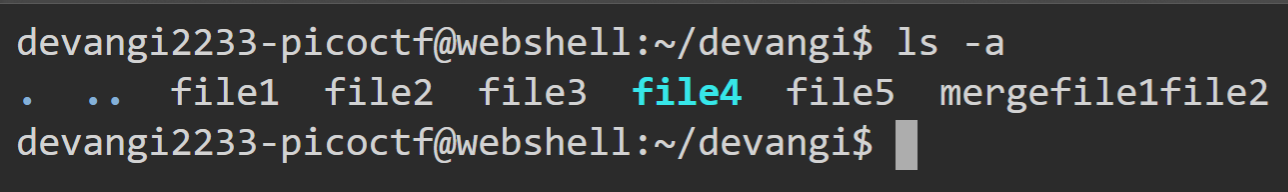 devangi2233-picoctf@webshell:~/devangi$ ls -a
.  ..  file1  file2  file3  file4  file5  mergefile1file2
devangi2233-picoctf@webshell:~/devangi$